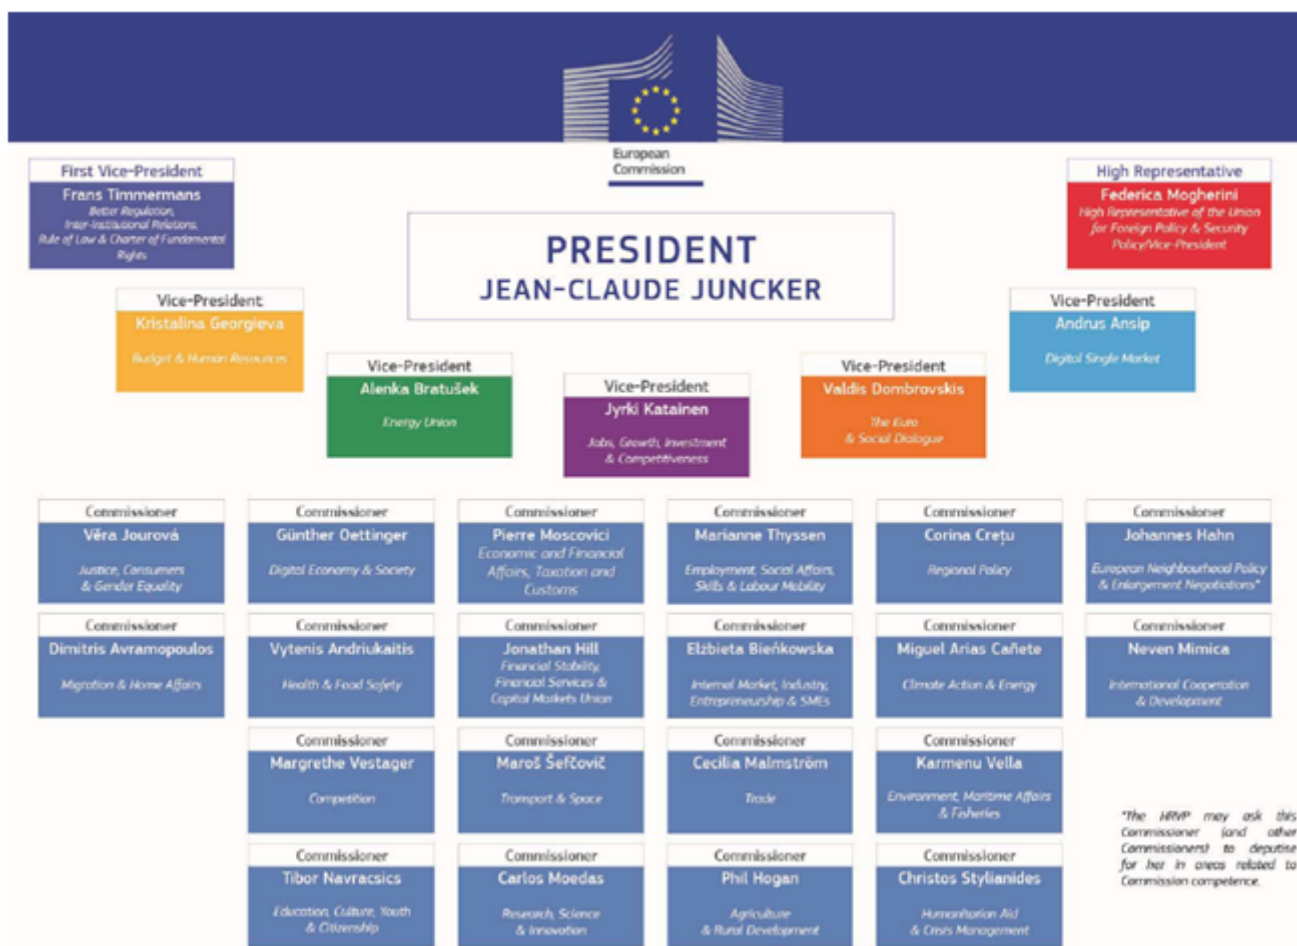 European
Commission
First Vice-President
Frans Timmermans
Better Regulation,
Inter-Institutional Relations,
Rule of Law & Charter of Fundamental
Rights
High Representative
Federica Mogherini
High Representative of the Union
for Foreign Policy & Security
Policy/Vice-President
PRESIDENT
JEAN-CLAUDE JUNCKER
Vice-President
Kristalina Georgieva
Budget & Human Resources
Vice-President
Andrus Ansip
Digital Single Market
Vice-President
Alenka Bratušek
Energy Union
Vice-President
Jyrki Katainen
Jobs, Growth, Investment
& Competitiveness
Vice-President
Valdis Dombrovskis
The Euro
& Social Dialogue
Commissioner
Věra Jourová
Justice, Consumers
& Gender Equality
Commissioner
Günther Oettinger
Digital Economy & Society
Commissioner
Pierre Moscovici
Economic and Financial
Affairs, Taxation and
Customs
Commissioner
Marianne Thyssen
Employment, Social Affairs,
Skills & Labour Mobility
Commissioner
Corina Crețu
Regional Policy
Commissioner
Johannes Hahn
European Neighbourhood Policy
& Enlargement Negotiations*
Commissioner
Dimitris Avramopoulos
Migration & Home Affairs
Commissioner
Vytenis Andriukaitis
Health & Food Safety
Commissioner
Jonathan Hill
Financial Stability,
Financial Services &
Capital Markets Union
Commissioner
Elżbieta Bieńkowska
Internal Market, Industry,
Entrepreneurship & SMEs
Commissioner
Miguel Arias Cañete
Climate Action & Energy
Commissioner
Neven Mimica
International Cooperation
& Development
Commissioner
Margrethe Vestager
Competition
Commissioner
Maroš Šefčovič
Transport & Space
Commissioner
Cecilia Malmström
Trade
Commissioner
Karmenu Vella
Environment, Maritime Affairs
& Fisheries
Commissioner
Tibor Navracsics
Education, Culture, Youth
& Citizenship
Commissioner
Carlos Moedas
Research, Science
& Innovation
Commissioner
Phil Hogan
Agriculture
& Rural Development
Commissioner
Christos Stylianides
Humanitarian Aid
& Crisis Management
*The HRVP may ask this
Commissioner (and other
Commissioners) to deputise
for her in areas related to
Commission competence.